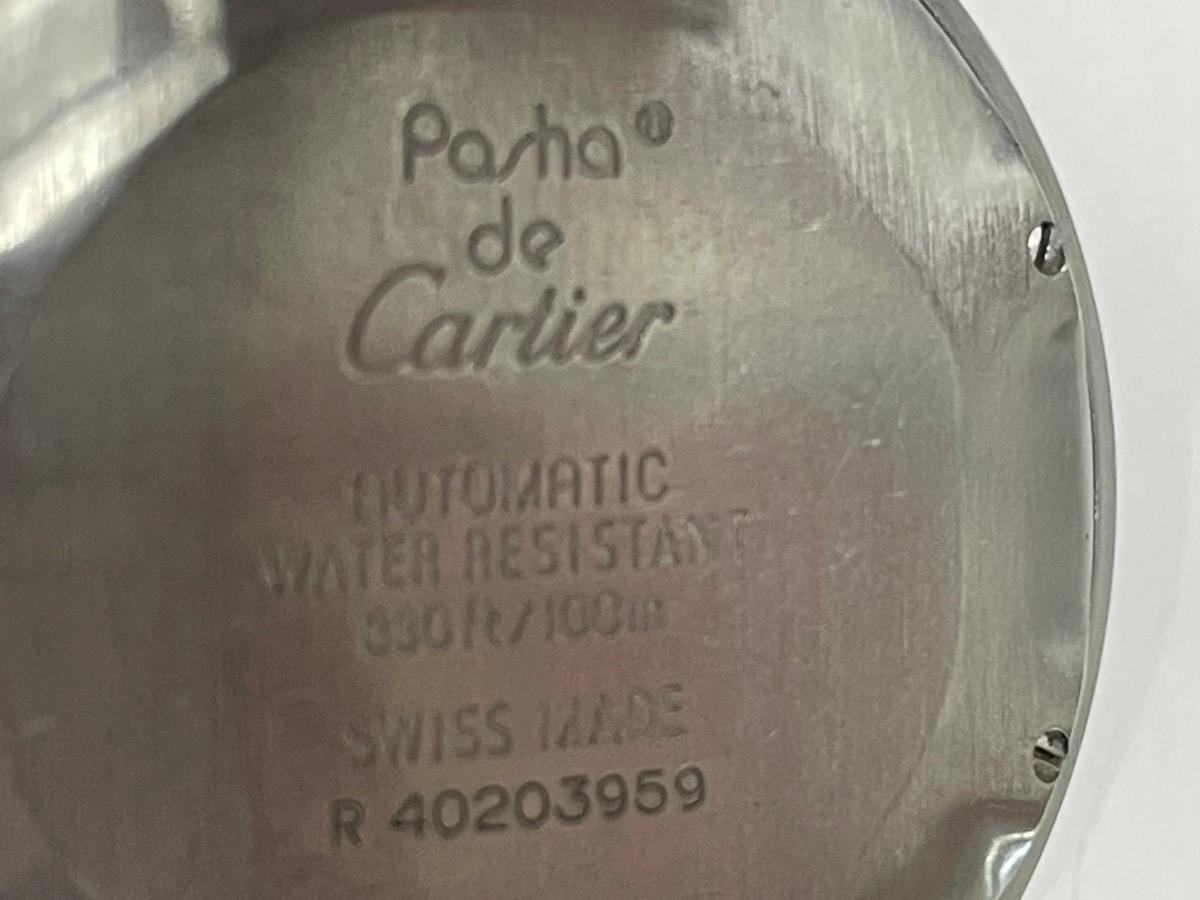 Pasha®
de
Cartier
AUTOMATIC
WATER RESISTANT
330ft/100m
SWISS MADE
R 40203959